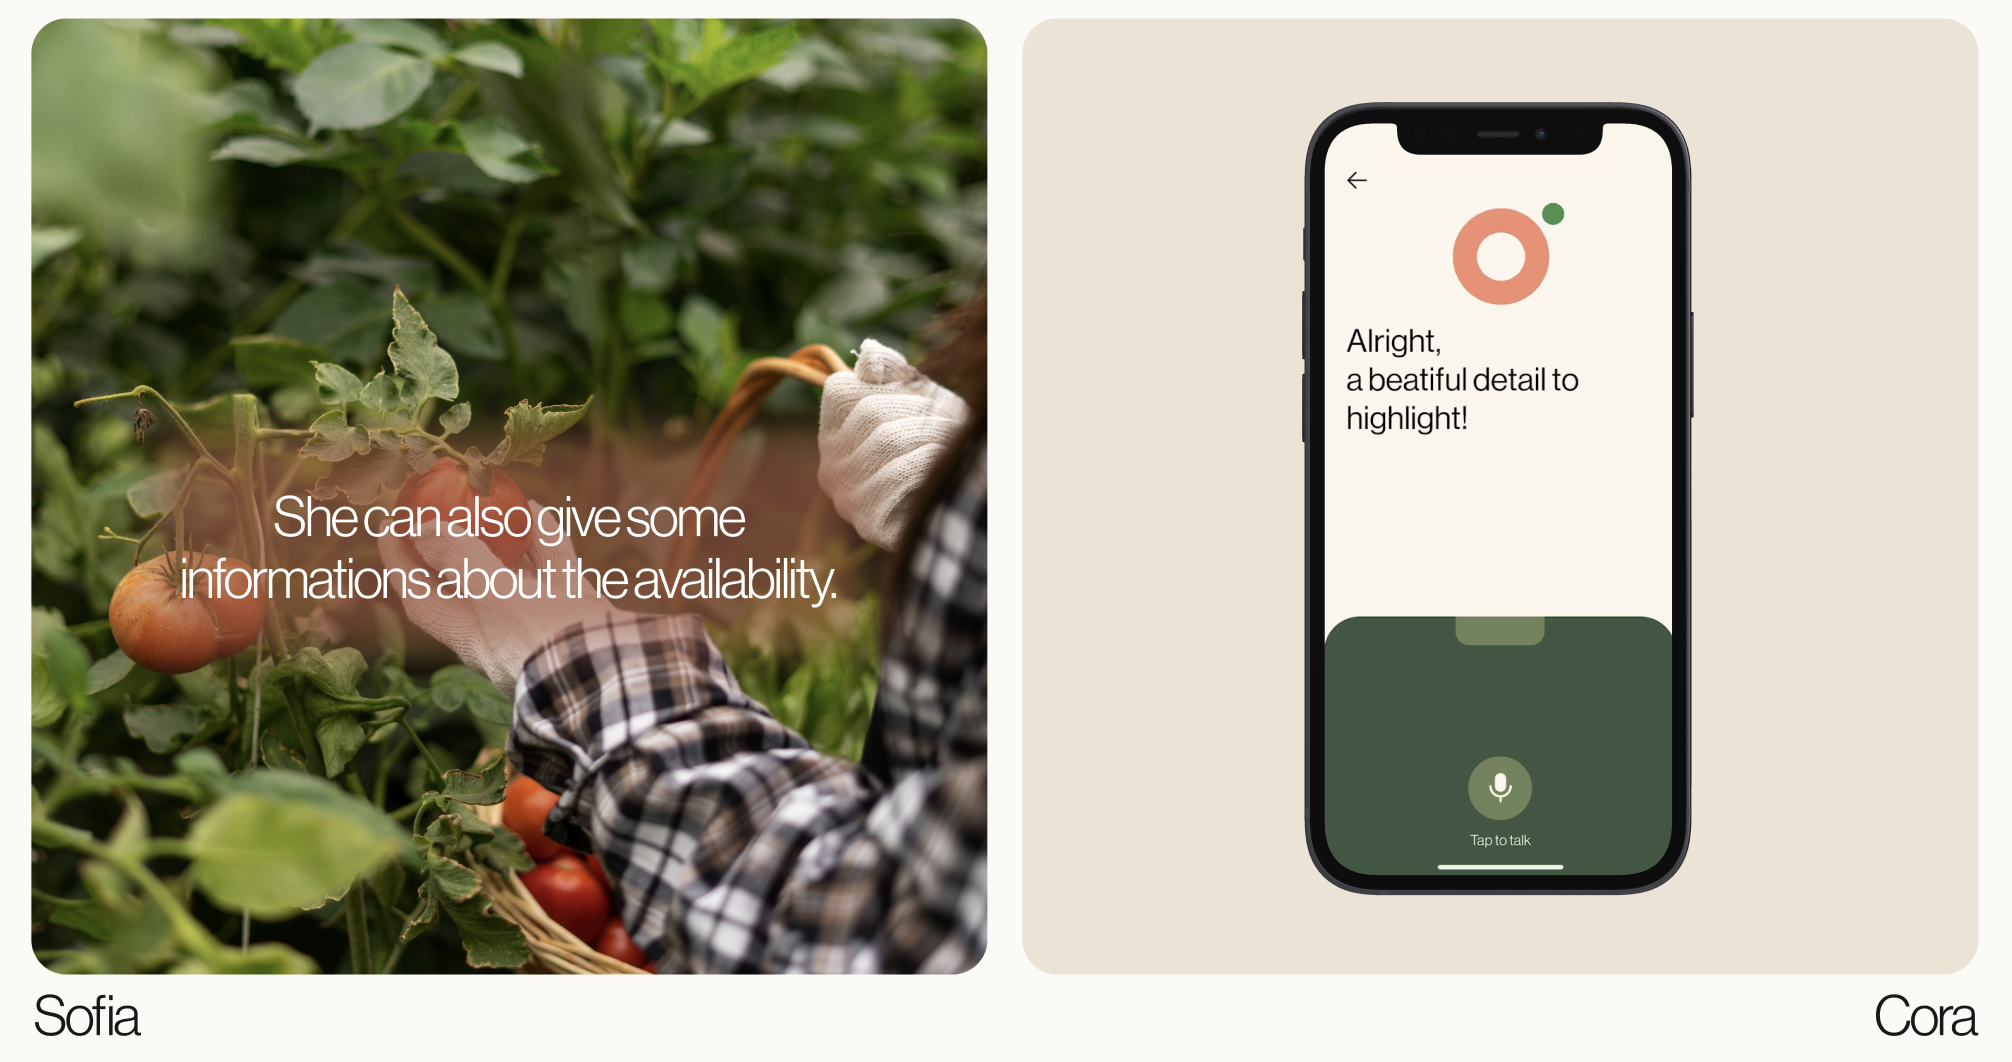 She can also give some
informations about the availability.
Alright,
a beatiful detail to
highlight!
Tap to talk
Sofia
Cora